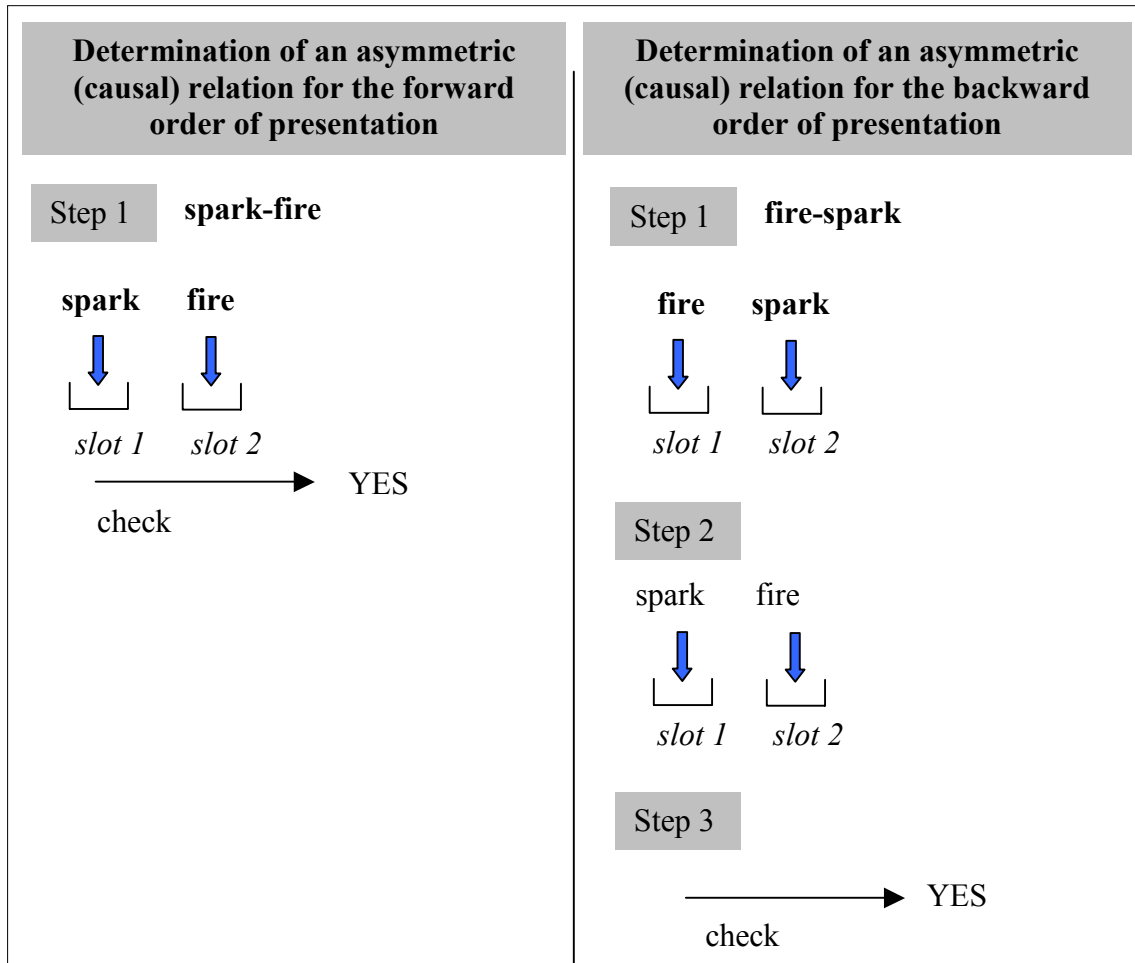 Determination of an asymmetric
(causal) relation for the forward
order of presentation
Step 1 spark-fire
spark fire
slot 1 slot 2
YES
check
Determination of an asymmetric
(causal) relation for the backward
order of presentation
Step 1 fire-spark
fire spark
slot 1 slot 2
Step 2
spark fire
slot 1 slot 2
Step 3
YES
check